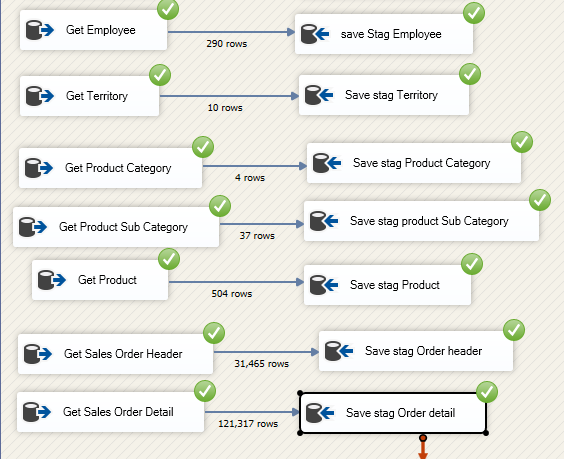 Get Employee
290 rows
save Stag Employee
Get Territory
10 rows
Save stag Territory
Get Product Category
4 rows
Save stag Product Category
Get Product Sub Category
37 rows
Save stag product Sub Category
Get Product
504 rows
Save stag Product
Get Sales Order Header
31,465 rows
Save stag Order header
Get Sales Order Detail
121,317 rows
Save stag Order detail